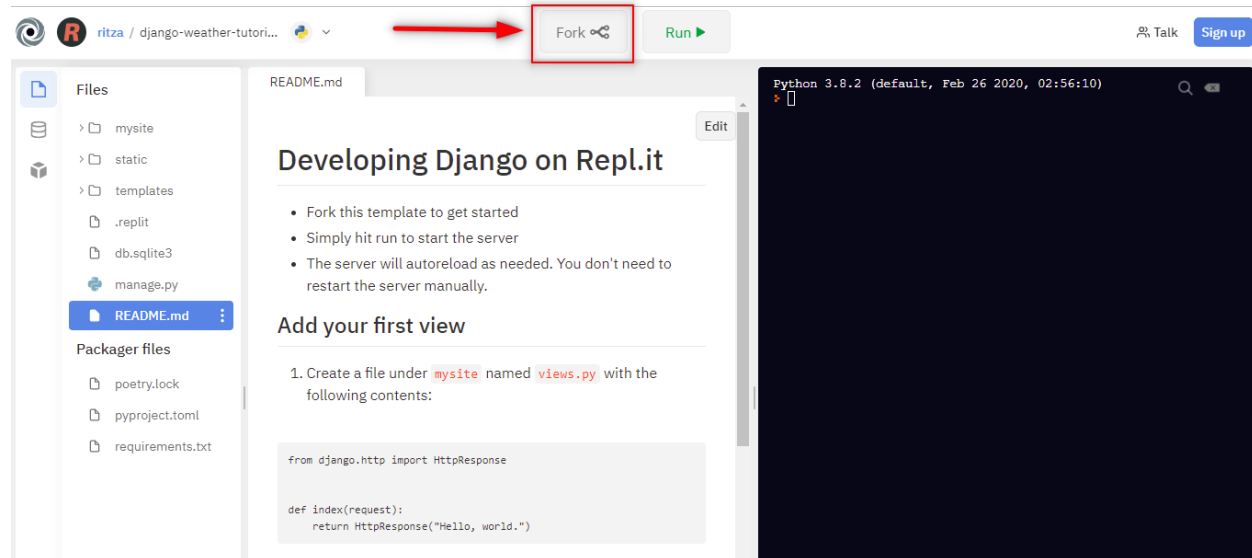 R ritza / django-weather-tutori...
Fork
Run
Talk
Sign up
Files
mysite
static
templates
.replit
db.sqlite3
manage.py
README.md
Packager files
poetry.lock
pyproject.toml
requirements.txt
README.md
Edit
Developing Django on Repl.it
• Fork this template to get started
• Simply hit run to start the server
• The server will autoreload as needed. You don't need to
restart the server manually.
Add your first view
1. Create a file under mysite named views.py with the
following contents:
from django.http import HttpResponse
def index(request):
    return HttpResponse("Hello, world.")
Python 3.8.2 (default, Feb 26 2020, 02:56:10)